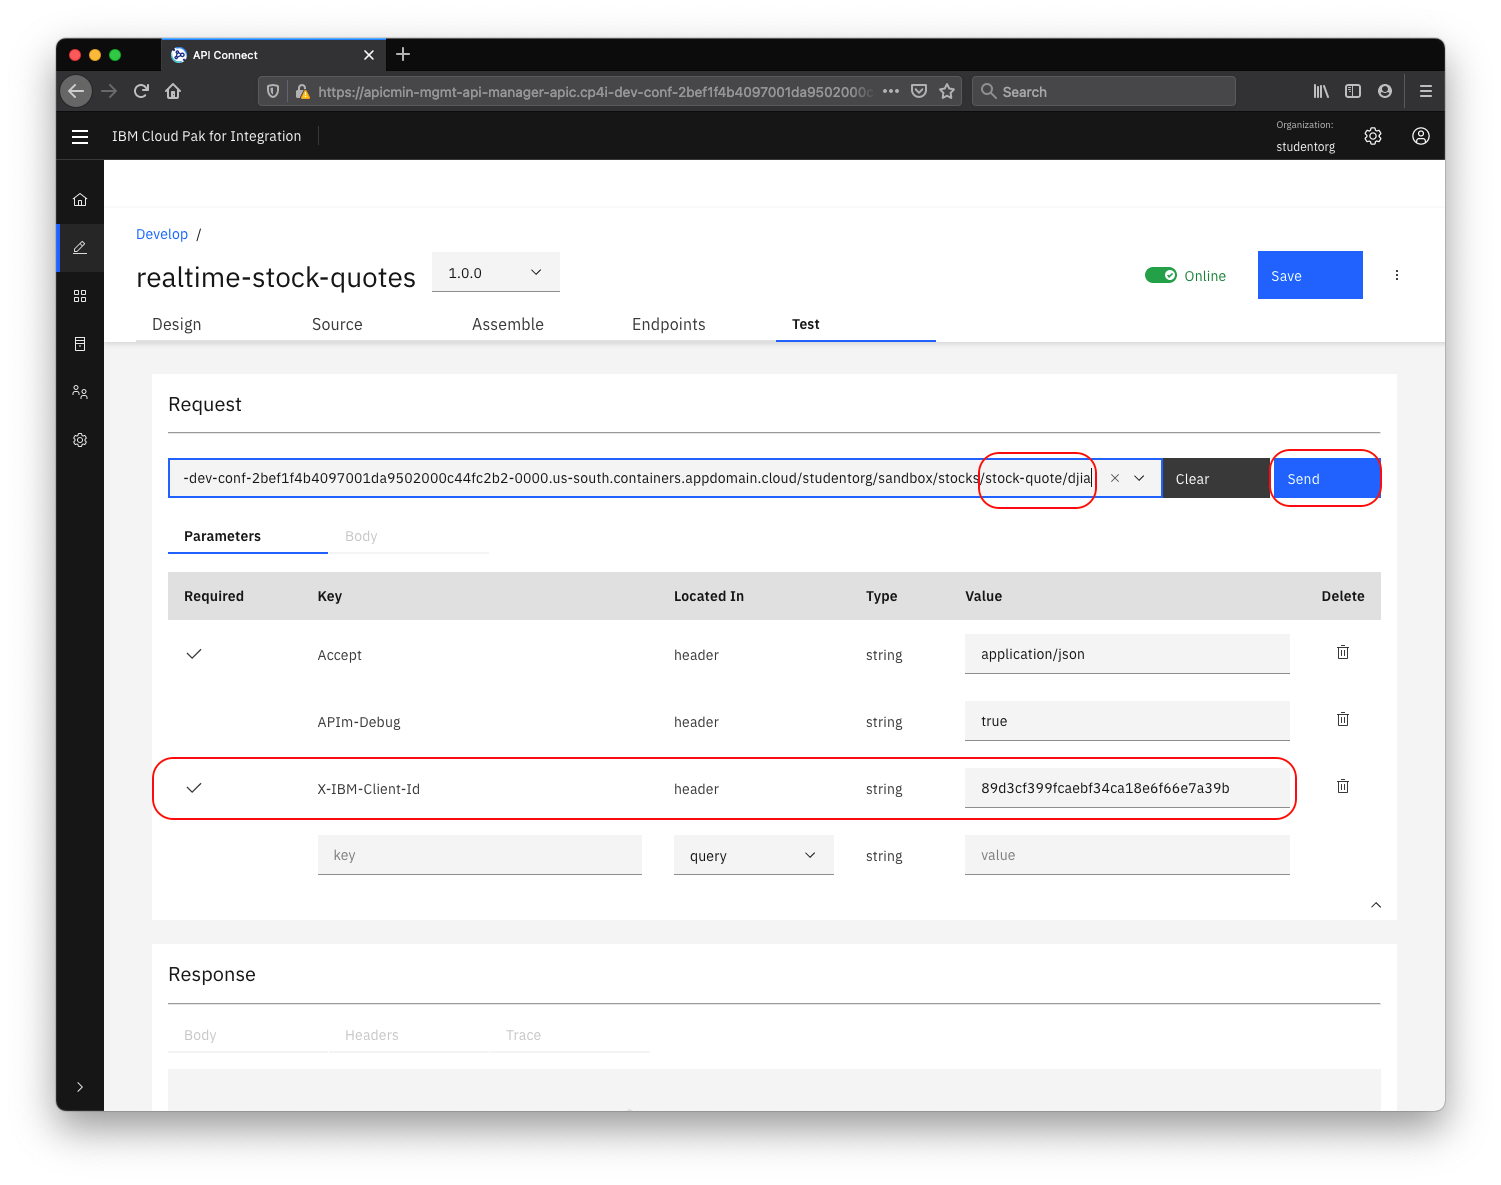 API Connect
https://apicmin-mgmt-api-manager-apic.cp4i-dev-conf-2bef1f4b4097001da9502000c
Search
IBM Cloud Pak for Integration
Organization:
studentorg
Develop /
realtime-stock-quotes
1.0.0
Online
Save
Design Source Assemble Endpoints Test
Request
-dev-conf-2bef1f4b4097001da9502000c44fc2b2-0000.us-south.containers.appdomain.cloud/studentorg/sandbox/stocks/stock-quote/djia
Clear
Send
Parameters Body
Required Key Located In Type Value Delete
Accept header string application/json
APIm-Debug header string true
X-IBM-Client-Id header string 89d3cf399fcaebf34ca18e6f66e7a39b
key query string value
Response
Body Headers Trace